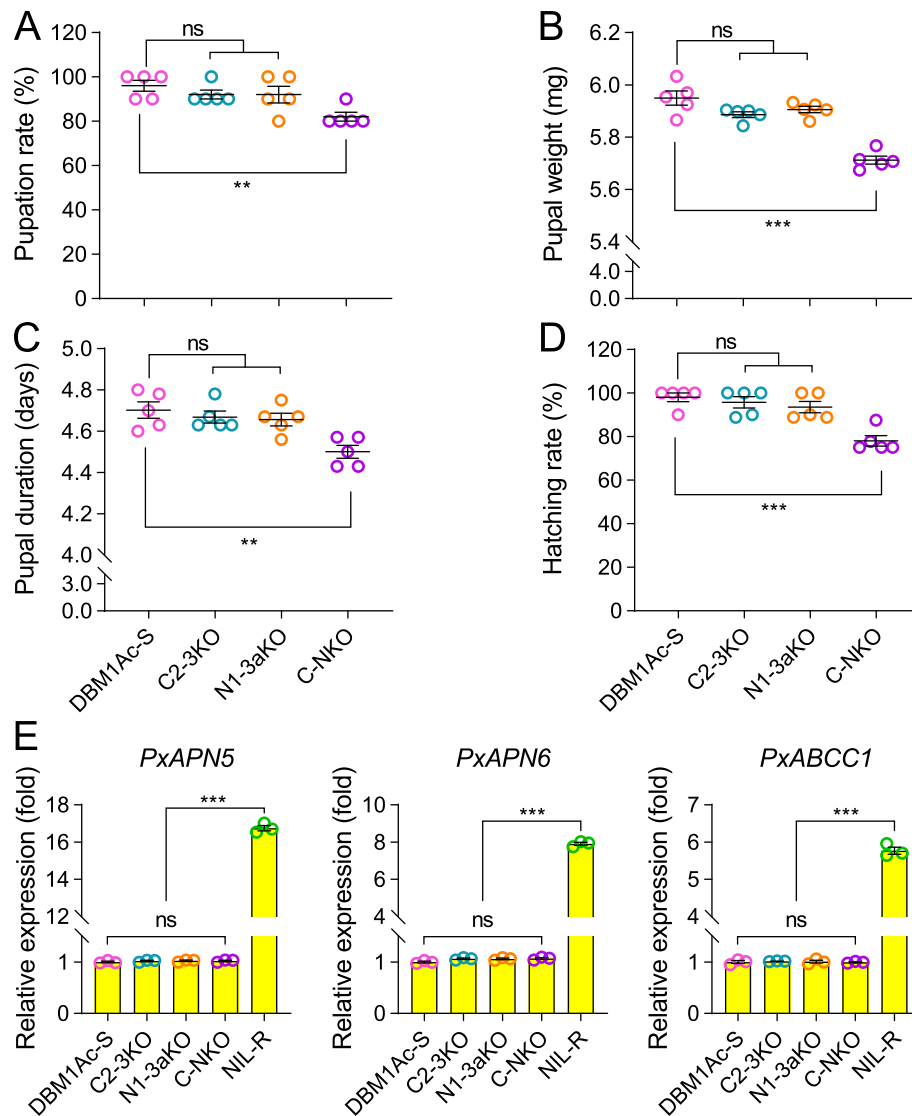 A
Pupation rate (%)
120
100
80
60
40
20
0
ns
**
B
Pupal weight (mg)
6.2
6.0
5.8
5.6
5.4
4.0
0.0
ns
***
C
Pupal duration (days)
5.0
4.8
4.6
4.4
4.2
4.0
3.0
0.0
ns
**
DBM1Ac-S
C2-3KO
N1-3aKO
C-NKO
D
Hatching rate (%)
120
100
80
60
40
20
0
ns
***
DBM1Ac-S
C2-3KO
N1-3aKO
C-NKO
E
PxAPN5
Relative expression (fold)
18
16
14
12
1
0
ns
***
DBM1Ac-S
C2-3KO
N1-3aKO
C-NKO
NIL-R
PxAPN6
Relative expression (fold)
10
8
6
4
1
0
ns
***
DBM1Ac-S
C2-3KO
N1-3aKO
C-NKO
NIL-R
PxABCC1
Relative expression (fold)
7
6
5
4
1
0
ns
***
DBM1Ac-S
C2-3KO
N1-3aKO
C-NKO
NIL-R